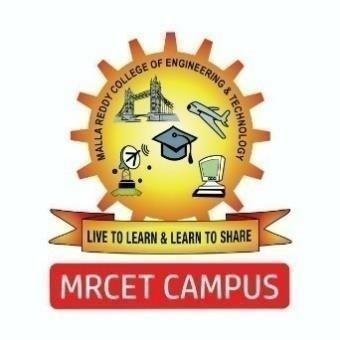 MALLA REDDY COLLEGE OF ENGINEERING & TECHNOLOGY
LIVE TO LEARN & LEARN TO SHARE
MRCET CAMPUS